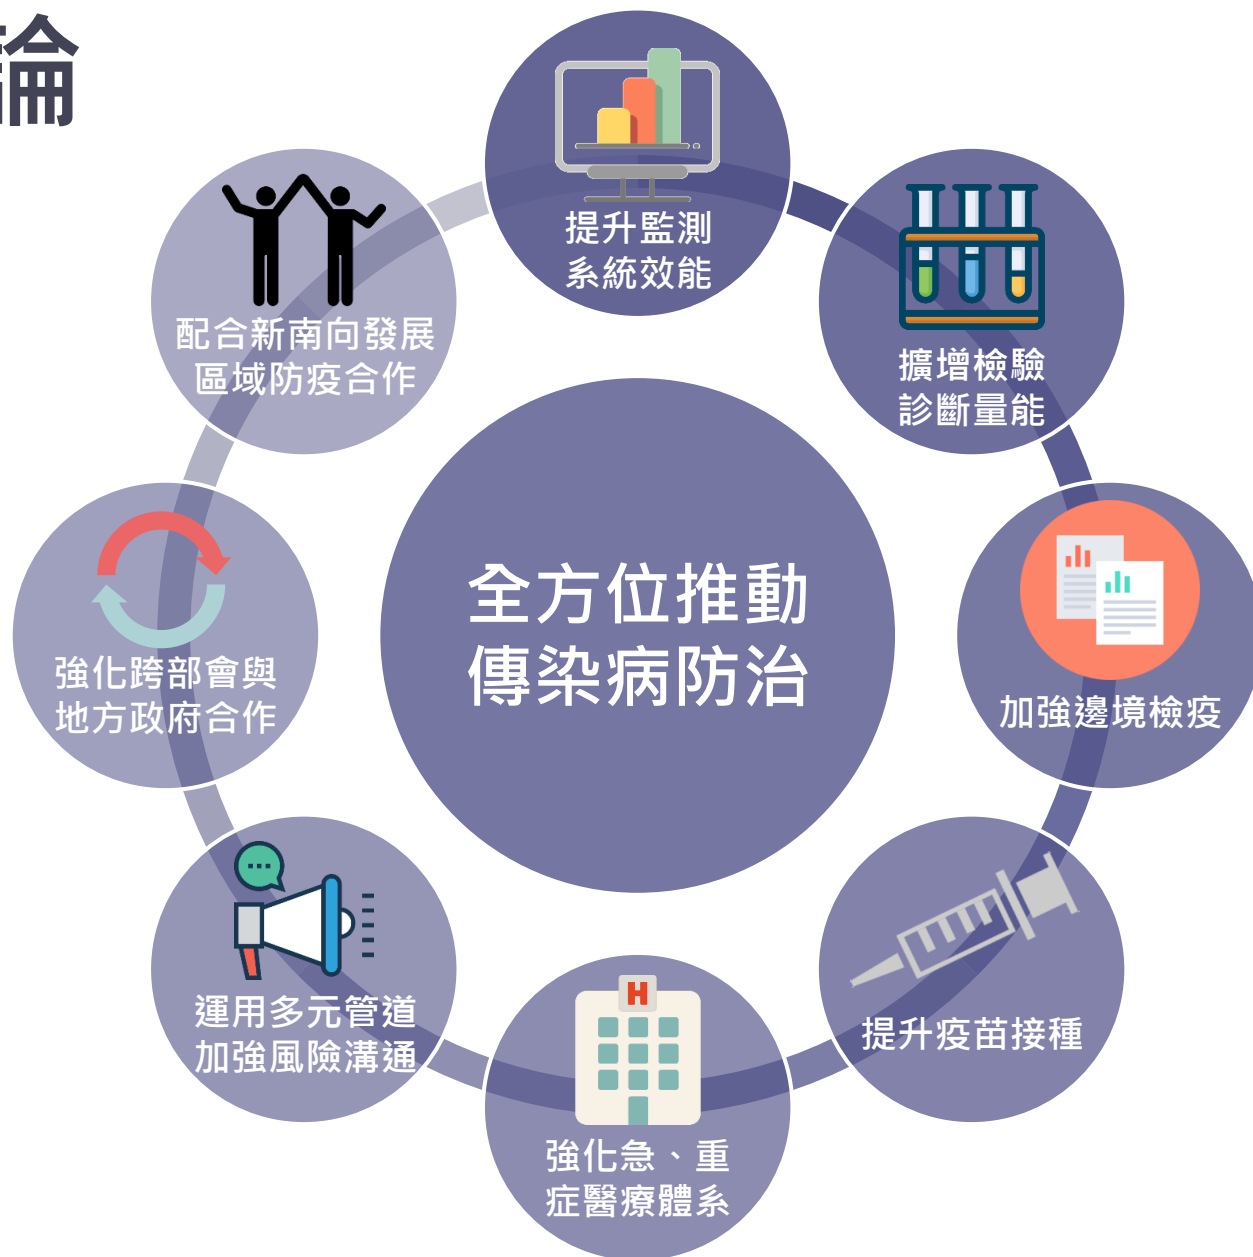 論
提升監測
系統效能
擴增檢驗
診斷量能
加強邊境檢疫
提升疫苗接種
強化急、重
症醫療體系
運用多元管道
加強風險溝通
強化跨部會與
地方政府合作
配合新南向發展
區域防疫合作
全方位推動
傳染病防治
H